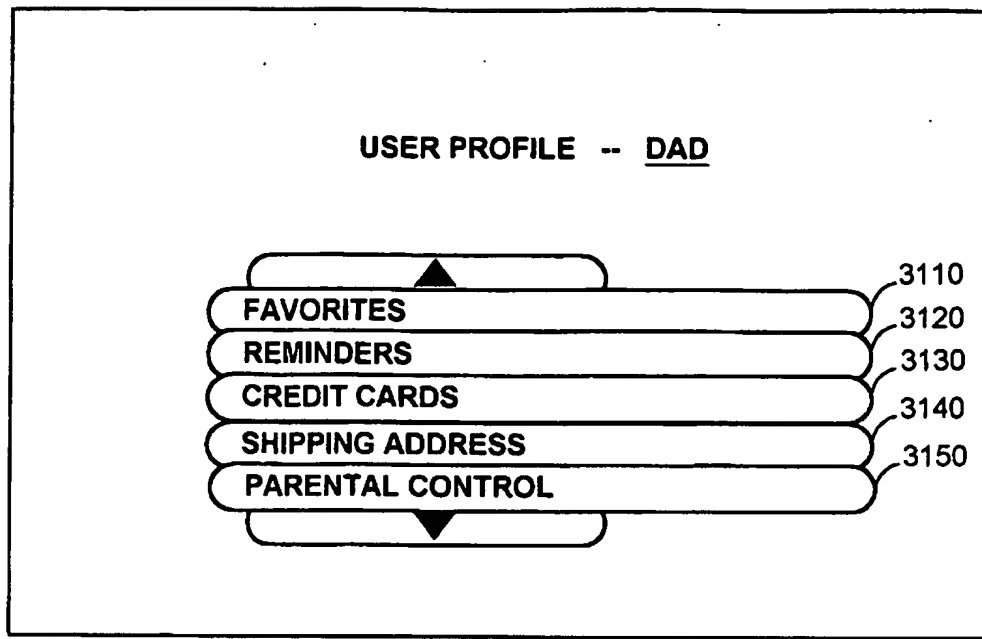 USER PROFILE -- DAD
FAVORITES 3110
REMINDERS 3120
CREDIT CARDS 3130
SHIPPING ADDRESS 3140
PARENTAL CONTROL 3150